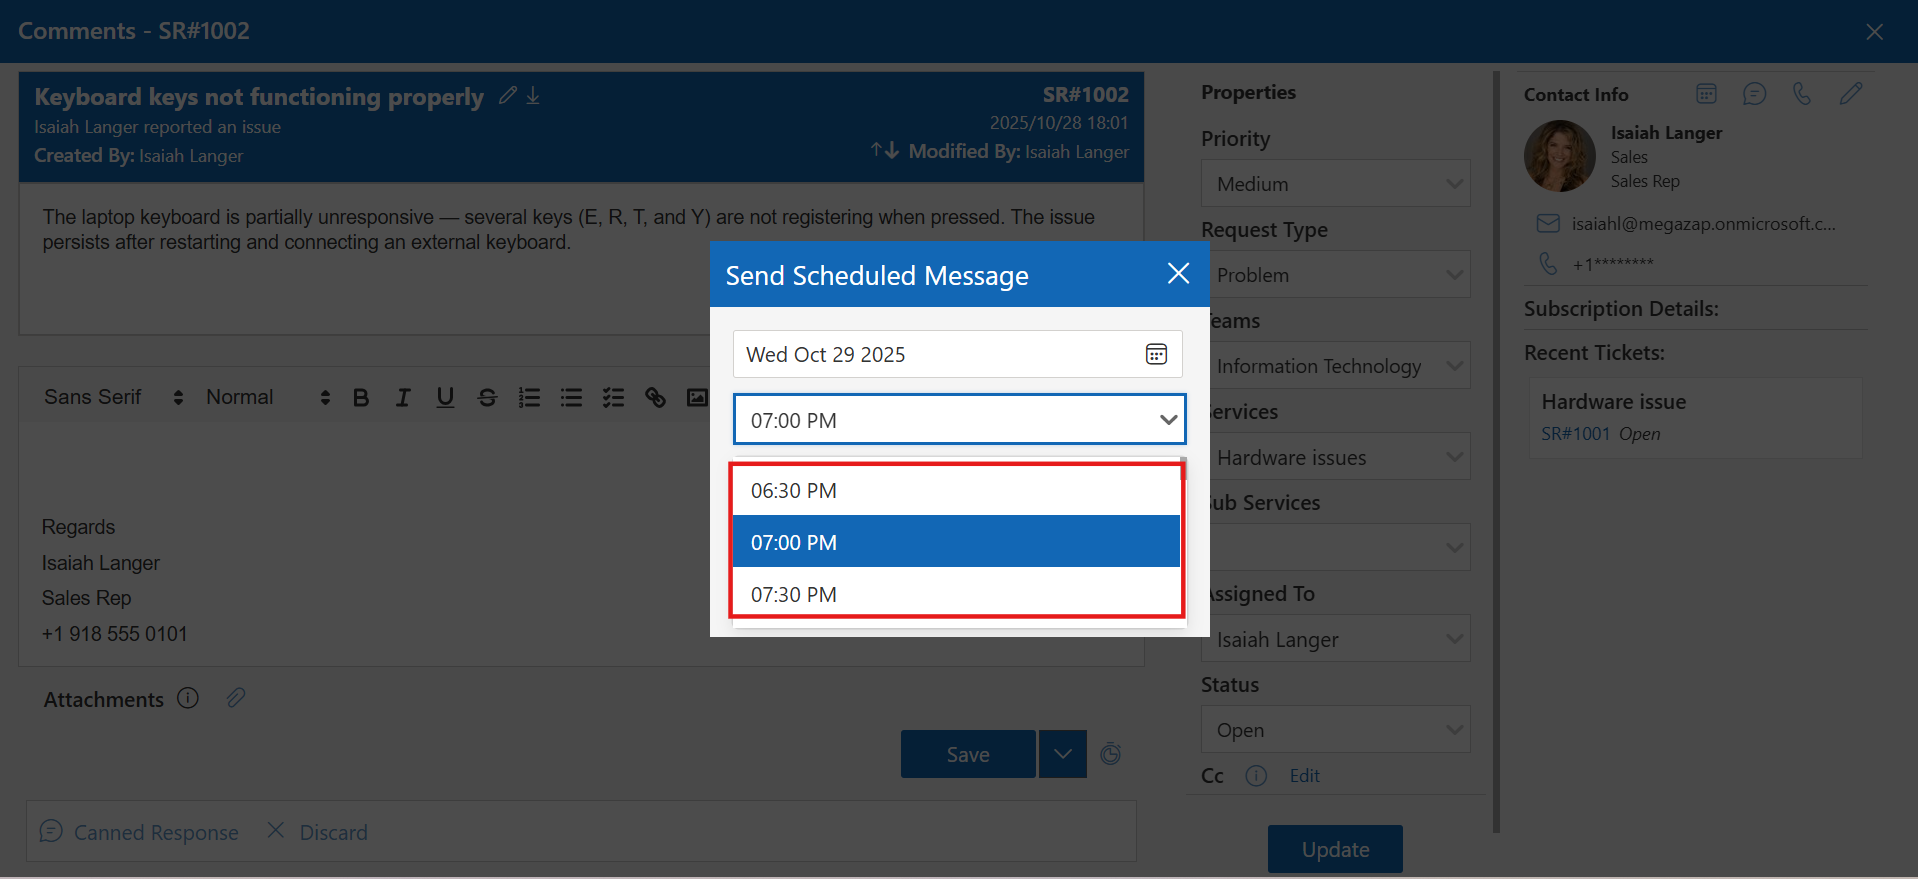 Comments - SR#1002
Keyboard keys not functioning properly
SR#1002
Isaiah Langer reported an issue
2025/10/28 18:01
Created By: Isaiah Langer
Modified By: Isaiah Langer
The laptop keyboard is partially unresponsive — several keys (E, R, T, and Y) are not registering when pressed. The issue
persists after restarting and connecting an external keyboard.
Sans Serif
Normal
Regards
Isaiah Langer
Sales Rep
+1 918 555 0101
Attachments
Save
Canned Response
Discard
Send Scheduled Message
Wed Oct 29 2025
07:00 PM
06:30 PM
07:00 PM
07:30 PM
Properties
Priority
Medium
Request Type
Problem
eams
Information Technology
ervices
Hardware issues
ub Services
Assigned To
Isaiah Langer
Status
Open
Cc
Edit
Update
Contact Info
Isaiah Langer
Sales
Sales Rep
isaiahl@megazap.onmicrosoft.c...
+1********
Subscription Details:
Recent Tickets:
Hardware issue
SR#1001 Open